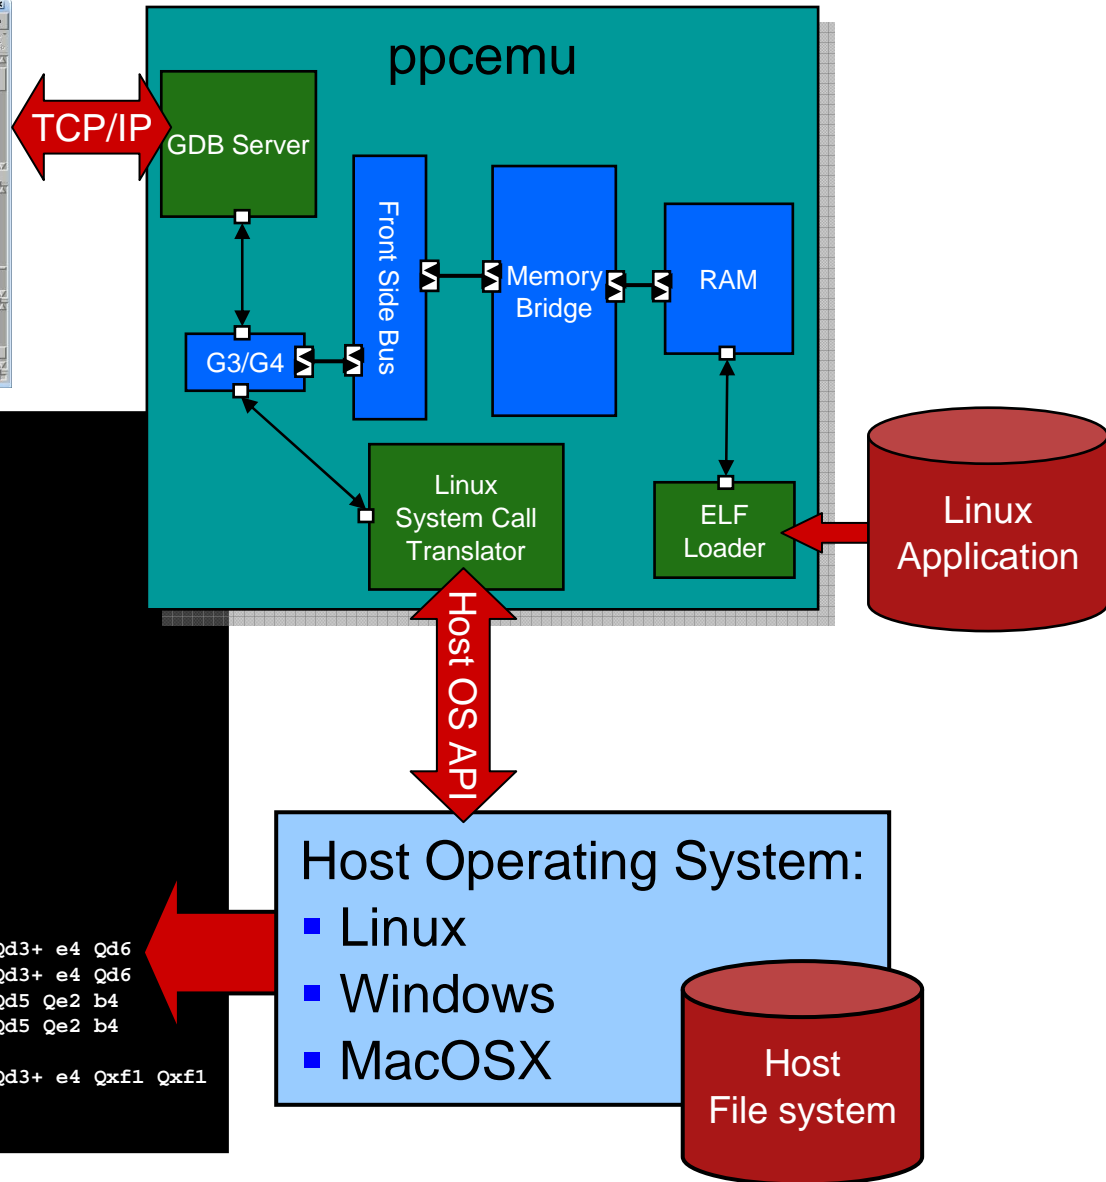 ppcemu
TCP/IP
GDB Server
Front Side Bus
Memory
Bridge
RAM
G3/G4
Linux
System Call
Translator
ELF
Loader
Linux
Application
Host OS API
Host Operating System:
▪ Linux
▪ Windows
▪ MacOSX
Host
File system
Qd3+ e4 Qd6
Qd3+ e4 Qd6
Qd5 Qe2 b4
Qd5 Qe2 b4
Qd3+ e4 Qxf1 Qxf1